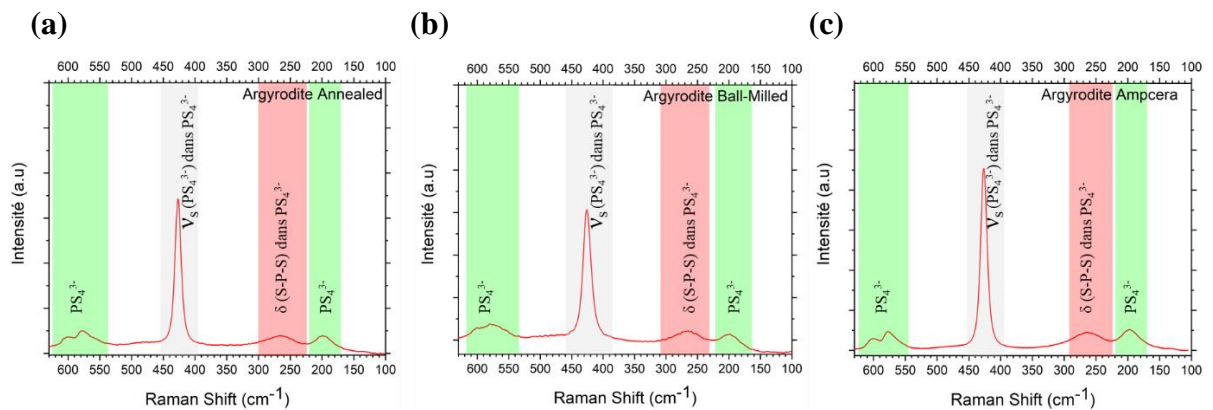 (a)
600 550 500 450 400 350 300 250 200 150 100
Argyrodite Annealed
Intensité (a.u)
PS₄³⁻
νₛ (PS₄³⁻) dans PS₄³⁻
δ (S-P-S) dans PS₄³⁻
PS₄³⁻
600 550 500 450 400 350 300 250 200 150 100
Raman Shift (cm⁻¹)
(b)
600 550 500 450 400 350 300 250 200 150 100
Argyrodite Ball-Milled
Intensité (a.u)
PS₄³⁻
νₛ (PS₄³⁻) dans PS₄³⁻
δ (S-P-S) dans PS₄³⁻
PS₄³⁻
600 550 500 450 400 350 300 250 200 150 100
Raman Shift (cm⁻¹)
(c)
600 550 500 450 400 350 300 250 200 150 100
Argyrodite Ampcera
Intensité (a.u)
PS₄³⁻
νₛ (PS₄³⁻) dans PS₄³⁻
δ (S-P-S) dans PS₄³⁻
PS₄³⁻
600 550 500 450 400 350 300 250 200 150 100
Raman Shift (cm⁻¹)